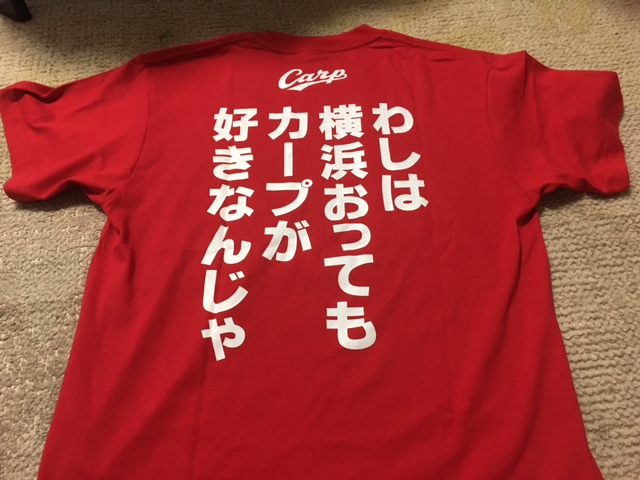 Carp
わしは
横浜おっても
カープが
好きなんじゃ